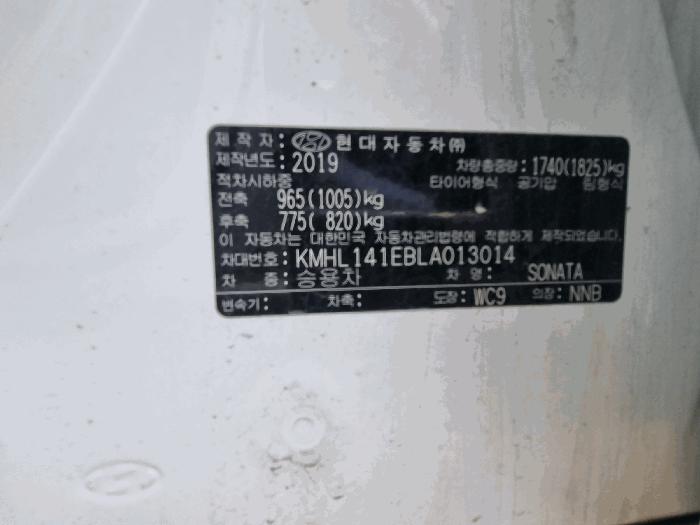 제 작 자 : 현 대 자 동 차 ㈜
제작년도 : 2019 차량총중량 : 1740(1825)kg
적차시하중 타이어형식 공기압 림형식
전축 965(1005)kg
후축 775( 820)kg
이 자동차는 대한민국 자동차관리법령에 적합하게 제작되었습니다.
차대번호 : KMHL141EBLA013014
차 종 : 승용차 차 명 : SONATA
변속기 : 차축 : 도장 : WC9 의장 : NNB